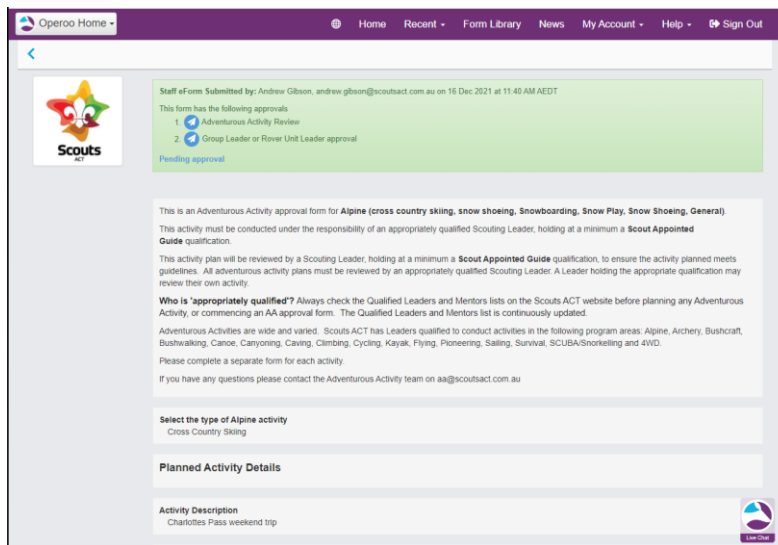 Operoo Home
Home Recent Form Library News My Account Help Sign Out
Scouts
ACT
Staff eForm Submitted by: Andrew Gibson, andrew.gibson@scoutsact.com.au on 16 Dec 2021 at 11:40 AM AEDT
This form has the following approvals
1. Adventurous Activity Review
2. Group Leader or Rover Unit Leader approval
Pending approval
This is an Adventurous Activity approval form for Alpine (cross country skiing, snow shoeing, Snowboarding, Snow Play, Snow Shoeing, General).
This activity must be conducted under the responsibility of an appropriately qualified Scouting Leader, holding at a minimum a Scout Appointed
Guide qualification.
This activity plan will be reviewed by a Scouting Leader, holding at a minimum a Scout Appointed Guide qualification, to ensure the activity planned meets
guidelines. All adventurous activity plans must be reviewed by an appropriately qualified Scouting Leader. A Leader holding the appropriate qualification may
review their own activity.
Who is 'appropriately qualified'? Always check the Qualified Leaders and Mentors lists on the Scouts ACT website before planning any Adventurous
Activity, or commencing an AA approval form. The Qualified Leaders and Mentors list is continuously updated.
Adventurous Activities are wide and varied. Scouts ACT has Leaders qualified to conduct activities in the following program areas: Alpine, Archery, Bushcraft,
Bushwalking, Canoe, Canyoning, Caving, Climbing, Cycling, Kayak, Flying, Pioneering, Sailing, Survival, SCUBA/Snorkelling and 4WD.
Please complete a separate form for each activity.
If you have any questions please contact the Adventurous Activity team on aa@scoutsact.com.au
Select the type of Alpine activity
Cross Country Skiing
Planned Activity Details
Activity Description
Charlottes Pass weekend trip
Live Chat